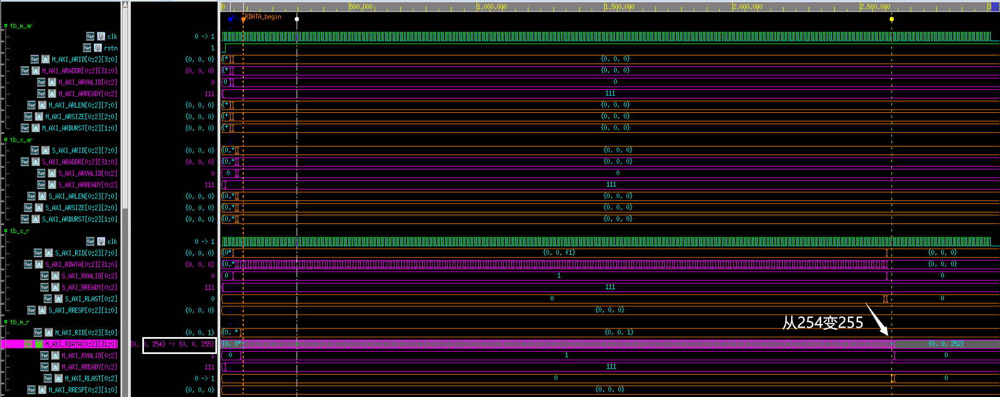 0 500,000 1,000,000 1,500,000 2,000,000 2,500,000 3
A. RDATA_begin
tb_m_ar
clk 0 -> 1
rstn 1
M_AXI_ARID[0:2][3:0] {0, 0, 0} {* {0, 0, 0}
M_AXI_ARADDR[0:2][31:0] {0, 0, 0} {* {0, 0, 0}
M_AXI_ARVALID[0:2] 0 0 0
M_AXI_ARREADY[0:2] 111 111
M_AXI_ARLEN[0:2][7:0] {0, 0, 0} {* {0, 0, 0}
M_AXI_ARSIZE[0:2][2:0] {0, 0, 0} {* {0, 0, 0}
M_AXI_ARBURST[0:2][1:0] {0, 0, 0} {* {0, 0, 0}
tb_s_ar
S_AXI_ARID[0:2][7:0] {0, 0, 0} {0,* {0, 0, 0}
S_AXI_ARADDR[0:2][31:0] {0, 0, 0} {0,* {0, 0, 0}
S_AXI_ARVALID[0:2] 0 0 0
S_AXI_ARREADY[0:2] 111 111
S_AXI_ARLEN[0:2][7:0] {0, 0, 0} {0,* {0, 0, 0}
S_AXI_ARSIZE[0:2][2:0] {0, 0, 0} {0,* {0, 0, 0}
S_AXI_ARBURST[0:2][1:0] {0, 0, 0} {0,* {0, 0, 0}
tb_s_r
clk 0 -> 1
S_AXI_RID[0:2][7:0] {0, 0, 0} {0* {0, 0, f1} {0, 0, 0}
S_AXI_RDATA[0:2][31:0] {0, 0, 0} {0,* {0, 0, 0}
S_AXI_RVALID[0:2] 0 0 1 0
S_AXI_RREADY[0:2] 111 111
S_AXI_RLAST[0:2] 0 0 0
S_AXI_RRESP[0:2][1:0] {0, 0, 0} {0, 0, 0}
从254变255
tb_m_r
M_AXI_RID[0:2][3:0] {0, 0, 1} {0, * {0, 0, 1}
M_AXI_RDATA[0:2][31:0] {0, 0, 254} -> {0, 0, 255} {0, 0* {0, 0, 252}
M_AXI_RVALID[0:2] 1 0 1 0
M_AXI_RREADY[0:2] 111 111
M_AXI_RLAST[0:2] 0 -> 1 0 0
M_AXI_RRESP[0:2][1:0] {0, 0, 0} {0, 0, 0}